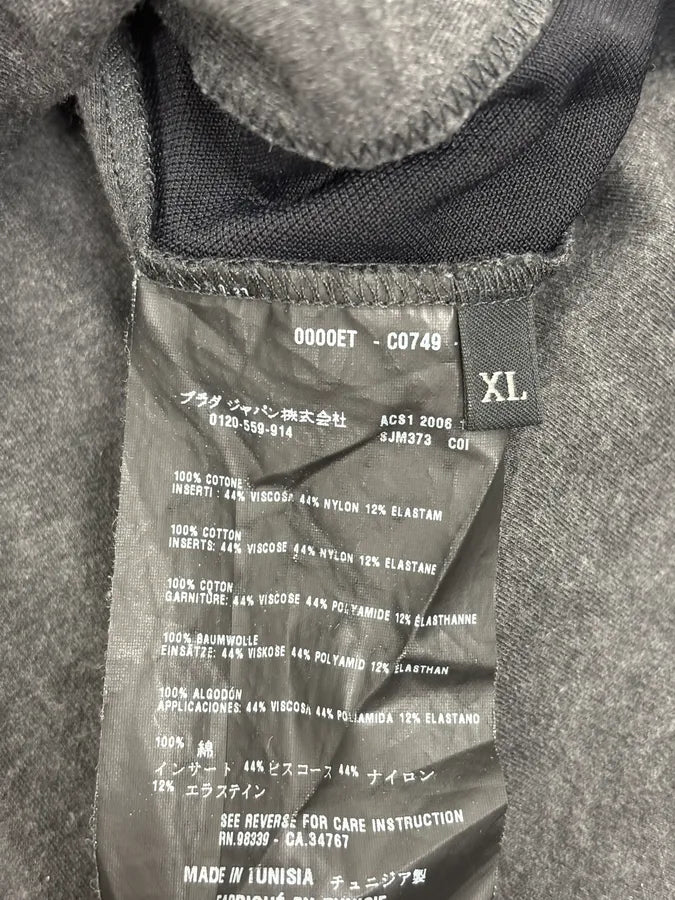 0000ET - C0749 -
XL
プラダ ジャパン株式会社
0120-559-914
ACS1 2006
SJM373 COI
100% COTONE
INSERTI : 44% VISCOSA 44% NYLON 12% ELASTAM
100% COTTON
INSERTS: 44% VISCOSE 44% NYLON 12% ELASTANE
100% COTON
GARNITURE: 44% VISCOSE 44% POLYAMIDE 12% ELASTHANNE
100% BAUMWOLLE
EINSÄTZE: 44% VISKOSE 44% POLYAMID 12% ELASTHAN
100% ALGODÓN
APLICACIONES: 44% VISCOSA 44% POLIAMIDA 12% ELASTANO
100% 綿
インサート 44% ビスコース 44% ナイロン
12% エラステイン
SEE REVERSE FOR CARE INSTRUCTION
RN.98339 - CA.34767
MADE IN TUNISIA チュニジア製
FABRIQUÉ EN TUNISIE